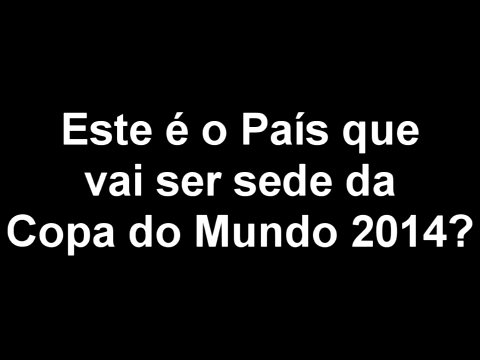 Este é o País que
vai ser sede da
Copa do Mundo 2014?